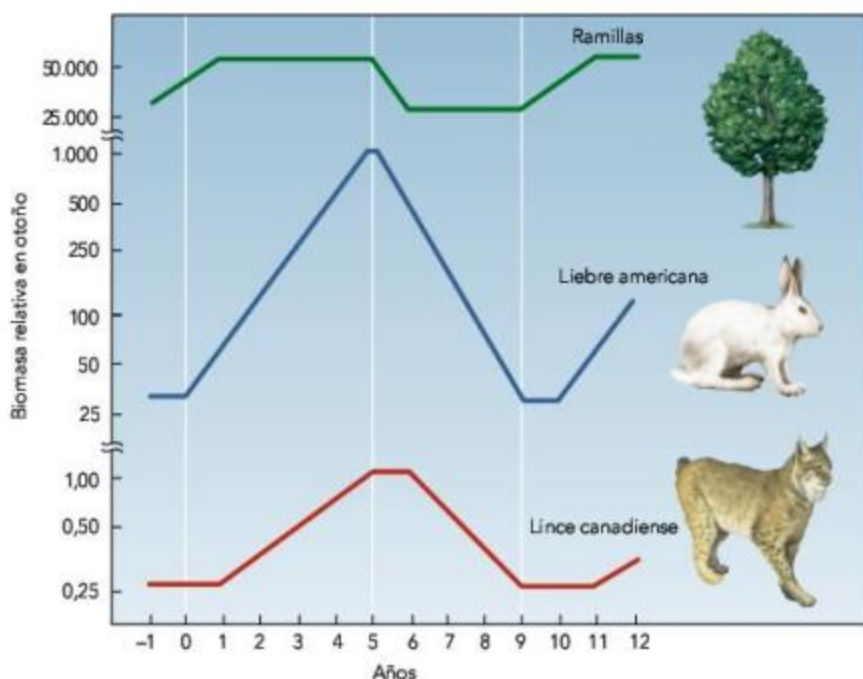 Ramillas
50.000
25.000
1.000
500
250
100
50
25
1,00
0,50
0,25
Liebre americana
Lince canadiense
Biomasa relativa en otoño
–1 0 1 2 3 4 5 6 7 8 9 10 11 12
Años